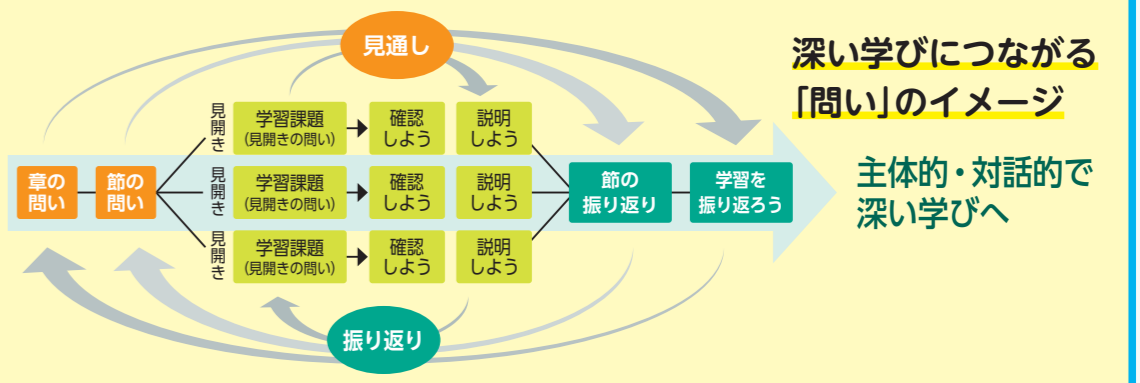 見通し
深い学びにつながる
「問い」のイメージ
主体的・対話的で
深い学びへ
章の
問い
節の
問い
見開き
学習課題
(見開きの問い)
確認
しよう
説明
しよう
見開き
学習課題
(見開きの問い)
確認
しよう
説明
しよう
見開き
学習課題
(見開きの問い)
確認
しよう
説明
しよう
節の
振り返り
学習を
振り返ろう
振り返り